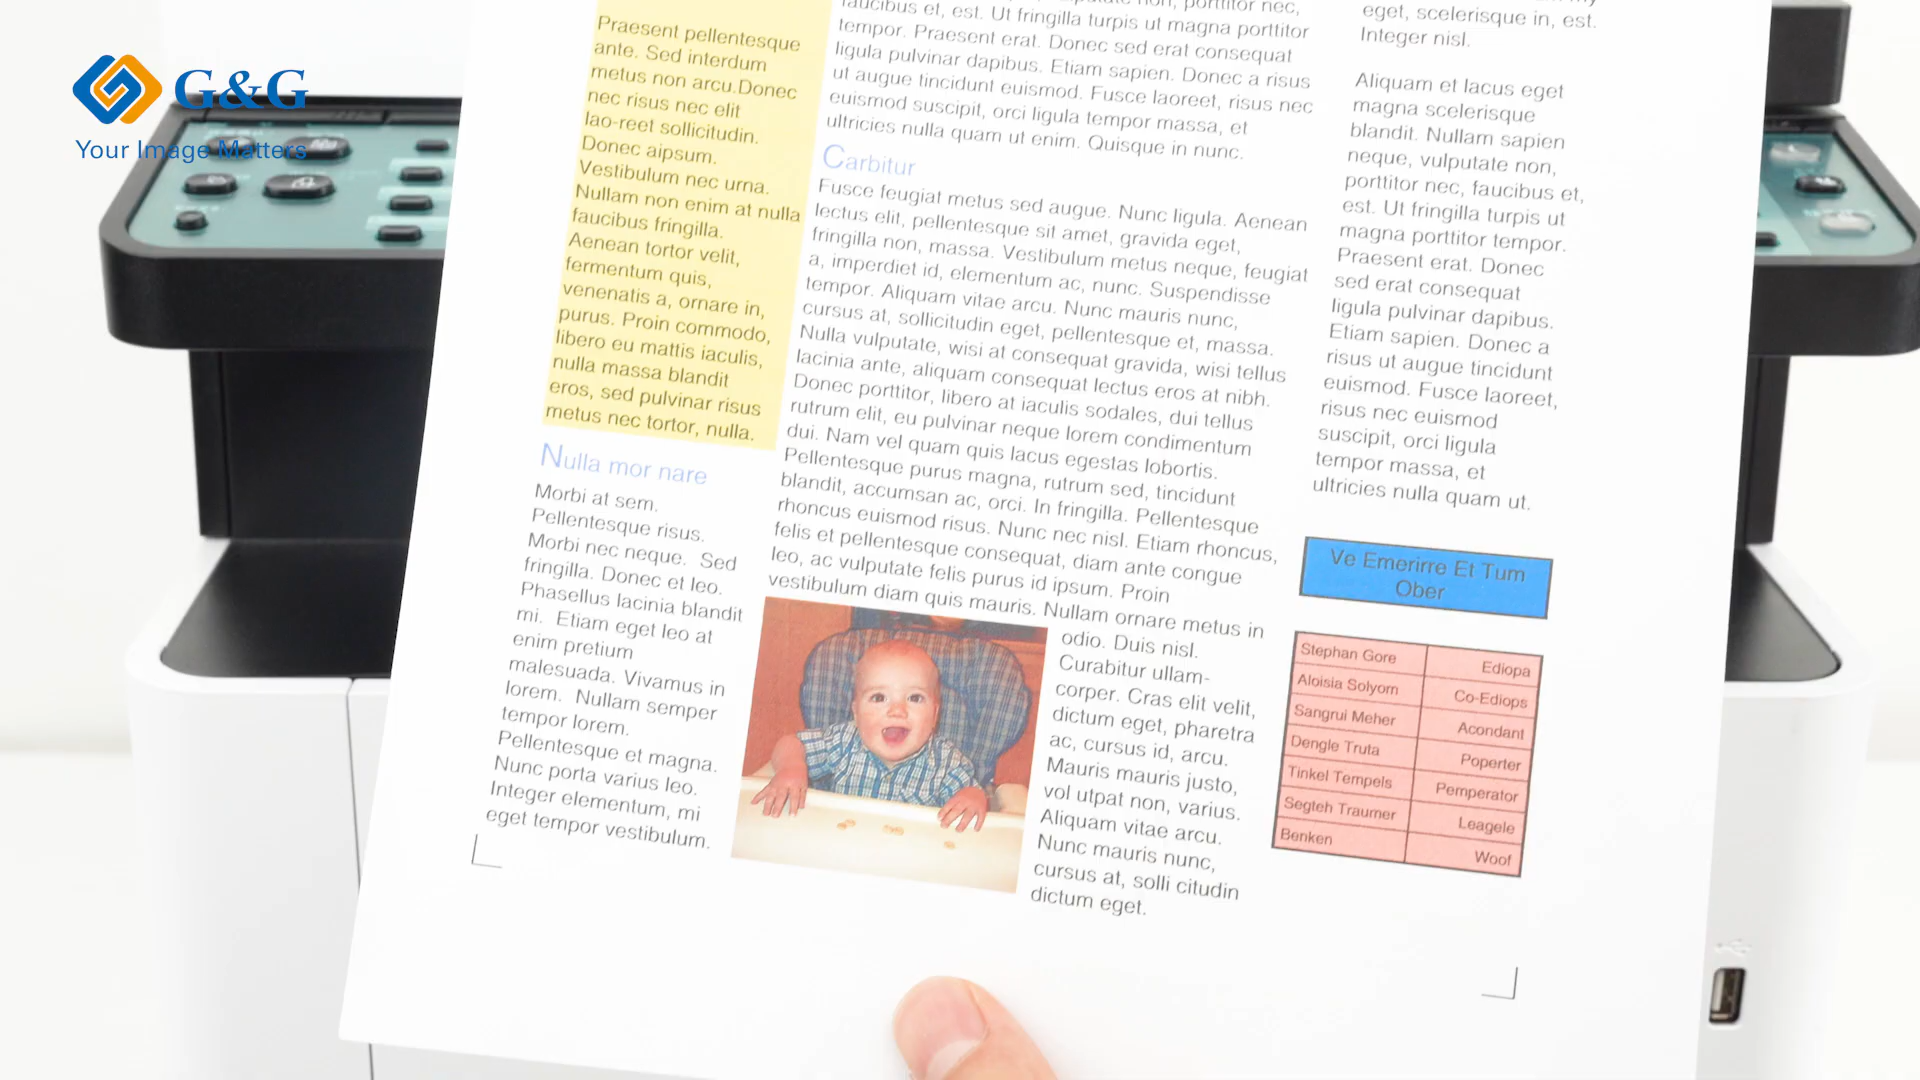 G&G
Your Image Matters
Praesent pellentesque
ante. Sed interdum
metus non arcu.Donec
nec risus nec elit
lao-reet sollicitudin.
Donec aipsum.
Vestibulum nec urna.
Nullam non enim at nulla
faucibus fringilla.
Aenean tortor velit,
fermentum quis,
venenatis a, ornare in,
purus. Proin commodo,
libero eu mattis iaculis,
nulla massa blandit
eros, sed pulvinar risus
metus nec tortor, nulla.
Nulla mor nare
Morbi at sem.
Pellentesque risus.
Morbi nec neque. Sed
fringilla. Donec et leo.
Phasellus lacinia blandit
mi. Etiam eget leo at
enim pretium
malesuada. Vivamus in
lorem. Nullam semper
tempor lorem.
Pellentesque et magna.
Nunc porta varius leo.
Integer elementum, mi
eget tempor vestibulum.
porttitor nec,
faucibus et, est. Ut fringilla turpis ut magna porttitor
tempor. Praesent erat. Donec sed erat consequat
ligula pulvinar dapibus. Etiam sapien. Donec a risus
ut augue tincidunt euismod. Fusce laoreet, risus nec
euismod suscipit, orci ligula tempor massa, et
ultricies nulla quam ut enim. Quisque in nunc.
Carbitur
Fusce feugiat metus sed augue. Nunc ligula. Aenean
lectus elit, pellentesque sit amet, gravida eget,
fringilla non, massa. Vestibulum metus neque, feugiat
a, imperdiet id, elementum ac, nunc. Suspendisse
tempor. Aliquam vitae arcu. Nunc mauris nunc,
cursus at, sollicitudin eget, pellentesque et, massa.
Nulla vulputate, wisi at consequat gravida, wisi tellus
lacinia ante, aliquam consequat lectus eros at nibh.
Donec porttitor, libero at iaculis sodales, dui tellus
rutrum elit, eu pulvinar neque lorem condimentum
dui. Nam vel quam quis lacus egestas lobortis.
Pellentesque purus magna, rutrum sed, tincidunt
blandit, accumsan ac, orci. In fringilla. Pellentesque
rhoncus euismod risus. Nunc nec nisl. Etiam rhoncus,
felis et pellentesque consequat, diam ante congue
leo, ac vulputate felis purus id ipsum. Proin
vestibulum diam quis mauris. Nullam ornare metus in
odio. Duis nisl.
Curabitur ullam-
corper. Cras elit velit,
dictum eget, pharetra
ac, cursus id, arcu.
Mauris mauris justo,
vol utpat non, varius.
Aliquam vitae arcu.
Nunc mauris nunc,
cursus at, solli citudin
dictum eget.
eget, scelerisque in, est.
Integer nisl.
Aliquam et lacus eget
magna scelerisque
blandit. Nullam sapien
neque, vulputate non,
porttitor nec, faucibus et,
est. Ut fringilla turpis ut
magna porttitor tempor.
Praesent erat. Donec
sed erat consequat
ligula pulvinar dapibus.
Etiam sapien. Donec a
risus ut augue tincidunt
euismod. Fusce laoreet,
risus nec euismod
suscipit, orci ligula
tempor massa, et
ultricies nulla quam ut.
Ve Emerirre Et Tum
Ober
Stephan Gore Ediopa
Aloisia Solyom Co-Ediops
Sangrui Meher Acondant
Dengle Truta Poperter
Tinkel Tempels Pemperator
Segteh Traumer Leagele
Benken Woof